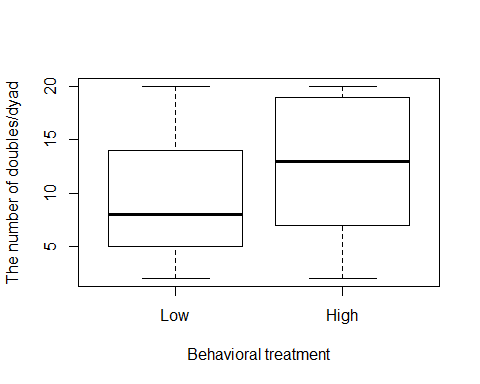 The number of doubles/dyad
20
15
10
5
Low
High
Behavioral treatment